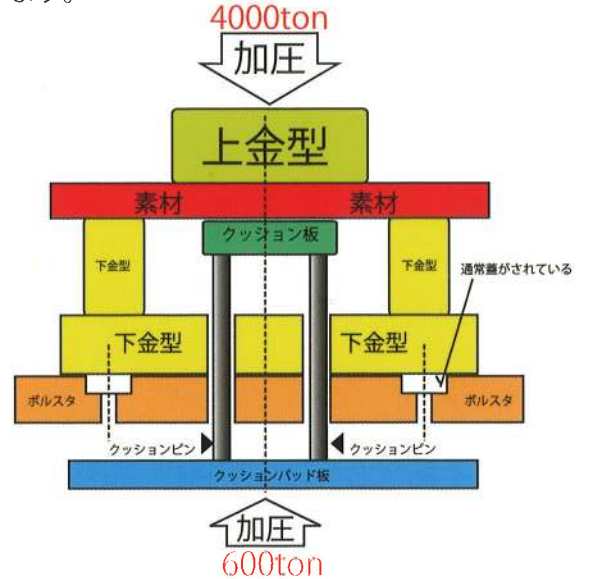 ます。
4000ton
加圧
上金型
素材
素材
クッション板
下金型
下金型
通常蓋がされている
下金型
下金型
ボルスタ
ボルスタ
クッションピン
クッションピン
クッションパッド板
加圧
600ton